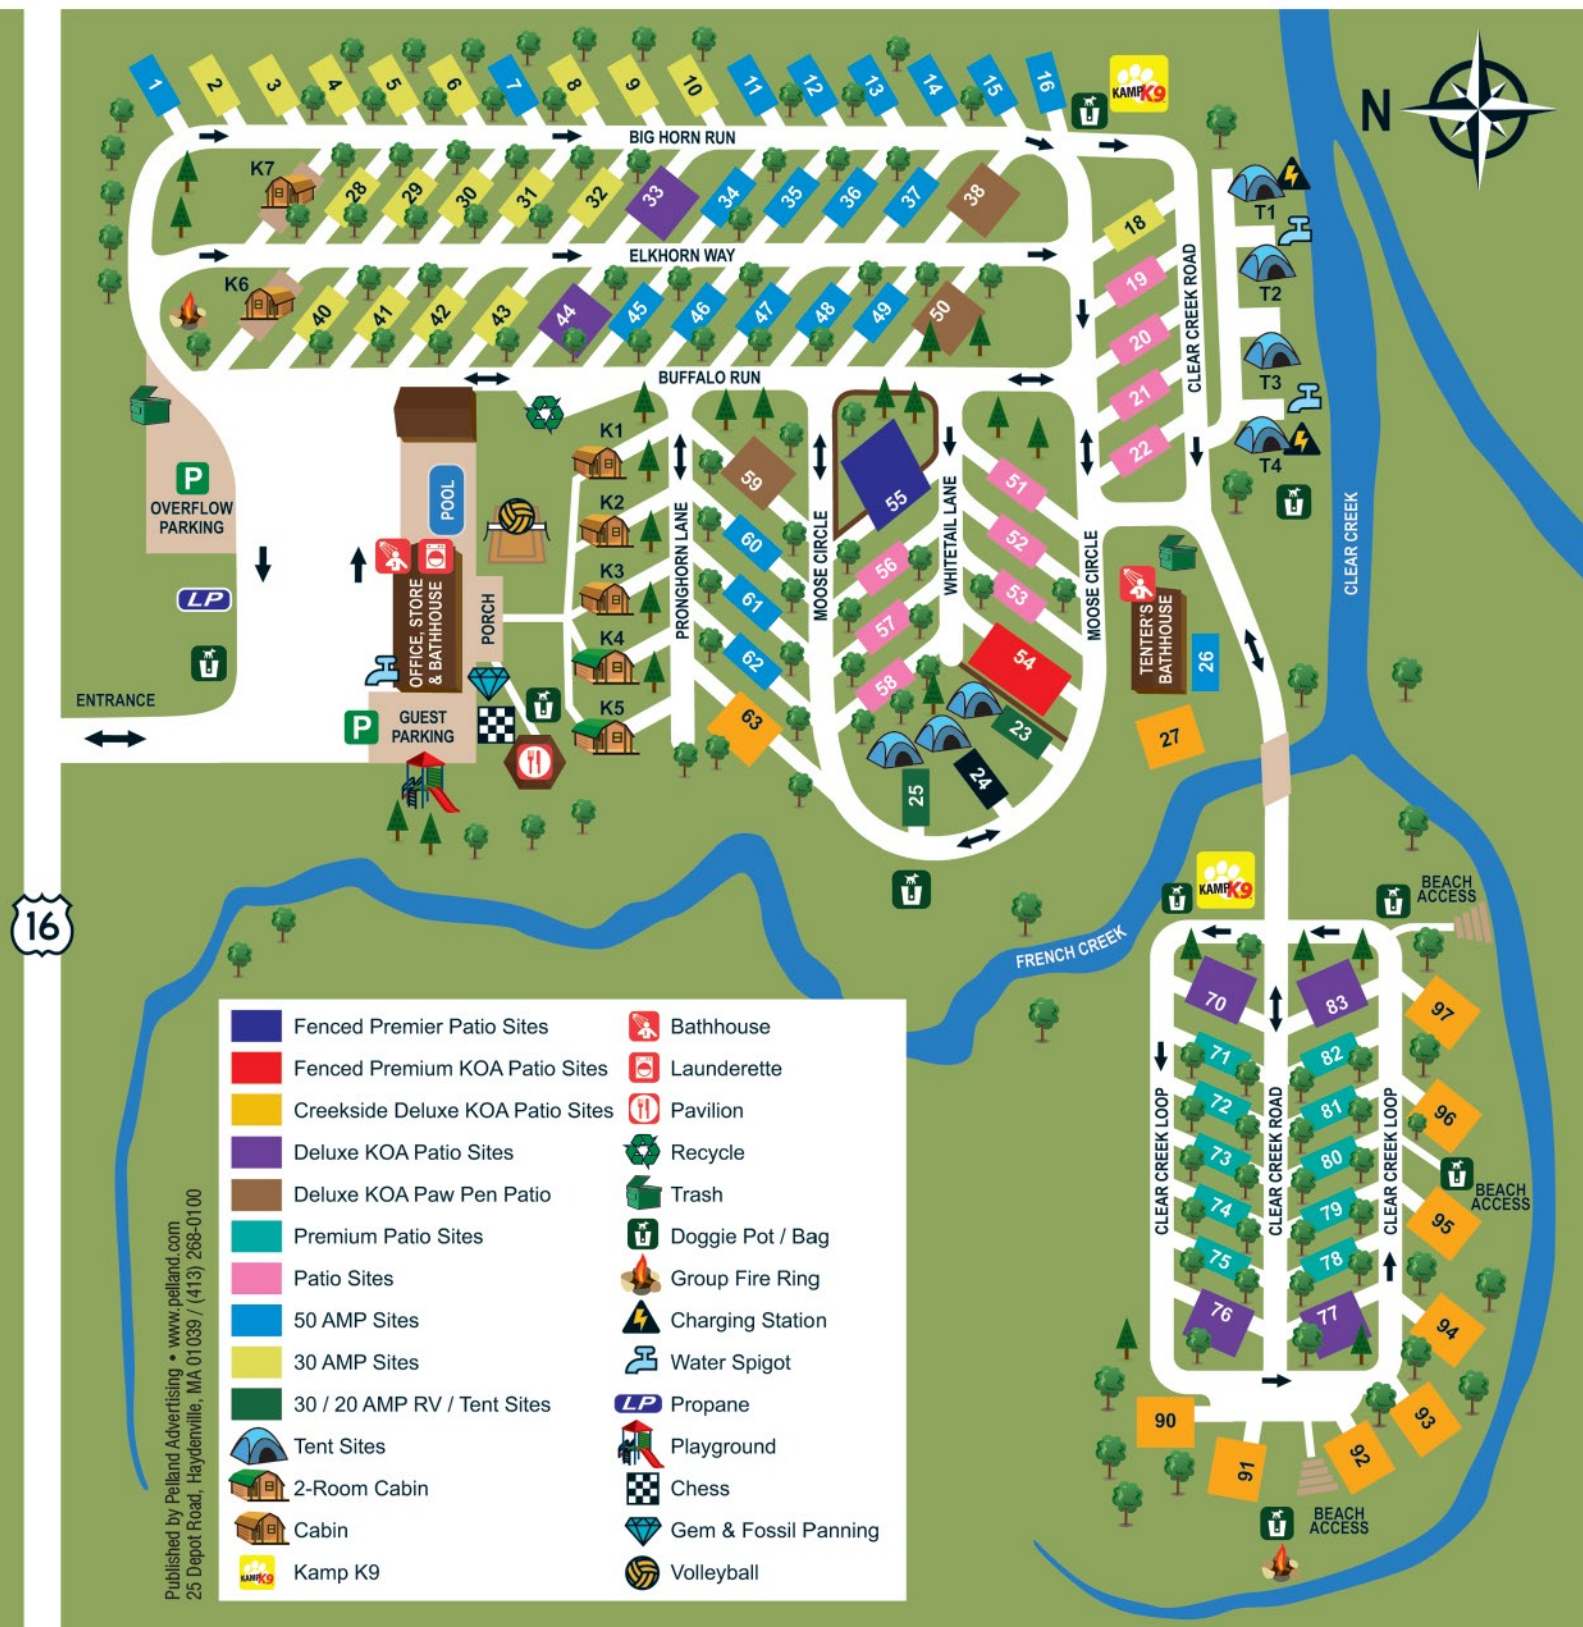 1
2
3
4
5
6
7
8
9
10
11
12
13
14
15
16
KAMP K9
N
BIG HORN RUN
K7
28
29
30
31
32
33
34
35
36
37
38
18
T1
ELKHORN WAY
K6
40
41
42
43
44
45
46
47
48
49
50
19
20
21
22
CLEAR CREEK ROAD
T2
T3
T4
BUFFALO RUN
P
OVERFLOW
PARKING
LP
ENTRANCE
POOL
OFFICE, STORE
& BATHHOUSE
PORCH
P
GUEST
PARKING
K1
K2
K3
K4
K5
PRONGHORN LANE
59
60
61
62
63
MOOSE CIRCLE
55
56
57
58
WHITETAIL LANE
51
52
53
54
23
24
25
MOOSE CIRCLE
TENTER'S
BATHHOUSE
26
27
CLEAR CREEK
16
FRENCH CREEK
KAMP K9
BEACH
ACCESS
70
71
72
73
74
75
76
83
82
81
80
79
78
77
CLEAR CREEK LOOP
CLEAR CREEK ROAD
CLEAR CREEK LOOP
97
96
95
94
93
92
91
90
BEACH
ACCESS
BEACH
ACCESS
Fenced Premier Patio Sites
Fenced Premium KOA Patio Sites
Creekside Deluxe KOA Patio Sites
Deluxe KOA Patio Sites
Deluxe KOA Paw Pen Patio
Premium Patio Sites
Patio Sites
50 AMP Sites
30 AMP Sites
30 / 20 AMP RV / Tent Sites
Tent Sites
2-Room Cabin
Cabin
KAMP K9
Kamp K9
Bathhouse
Launderette
Pavilion
Recycle
Trash
Doggie Pot / Bag
Group Fire Ring
Charging Station
Water Spigot
LP
Propane
Playground
Chess
Gem & Fossil Panning
Volleyball
Published by Pelland Advertising • www.pelland.com
25 Depot Road, Haydenville, MA 01039 / (413) 268-0100